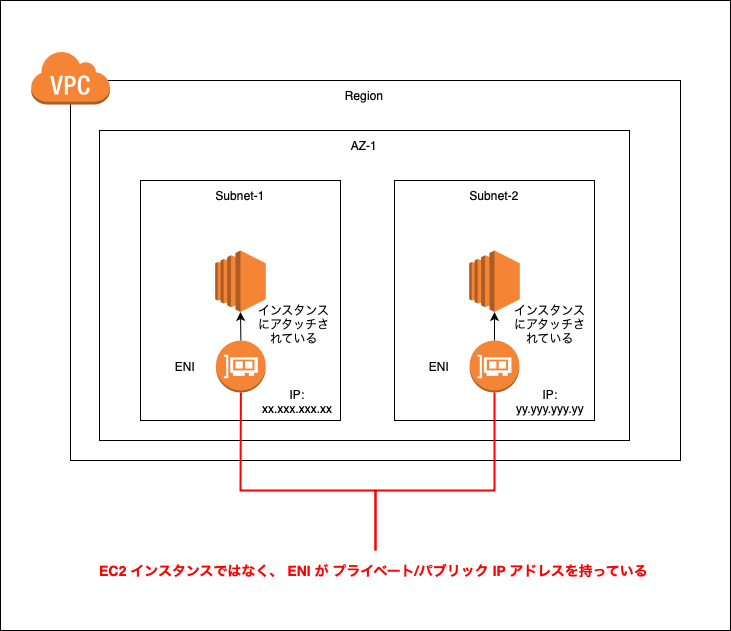 VPC
Region
AZ-1
Subnet-1
Subnet-2
インスタンス
にアタッチさ
れている
インスタンス
にアタッチさ
れている
ENI
ENI
IP:
xx.xxx.xxx.xx
IP:
yy.yyy.yyy.yy
EC2 インスタンスではなく、 ENI が プライベート/パブリック IP アドレスを持っている